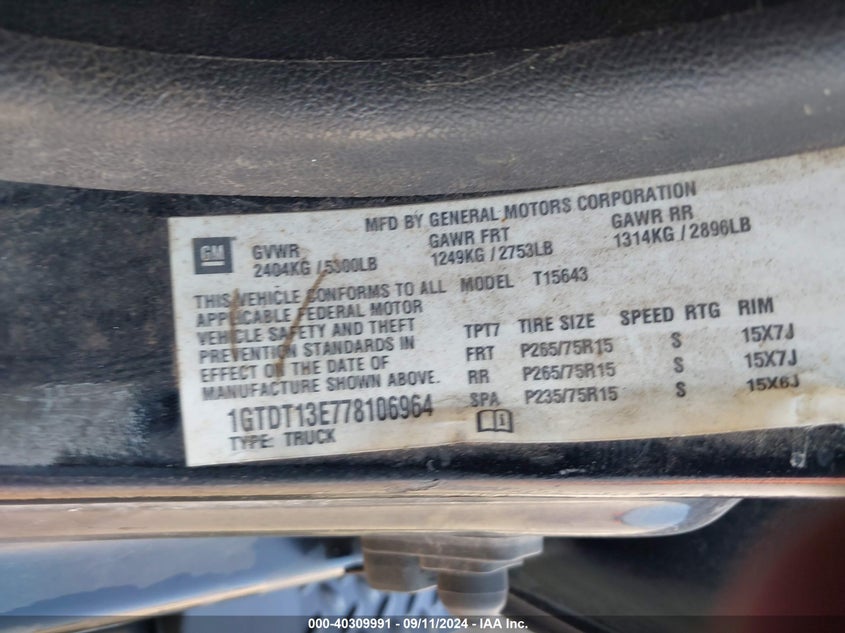 MFD BY GENERAL MOTORS CORPORATION
GM
GVWR GAWR FRT GAWR RR
2404KG / 5300LB 1249KG / 2753LB 1314KG / 2896LB
THIS VEHICLE CONFORMS TO ALL MODEL T15643
APPLICABLE FEDERAL MOTOR
VEHICLE SAFETY AND THEFT
PREVENTION STANDARDS IN
EFFECT ON THE DATE OF
MANUFACTURE SHOWN ABOVE.
TPT7 TIRE SIZE SPEED RTG RIM
FRT P265/75R15 S 15X7J
RR P265/75R15 S 15X7J
SPA P235/75R15 S 15X6J
1GTDT13E778106964
TYPE: TRUCK
000-40309991 - 09/11/2024 - IAA Inc.